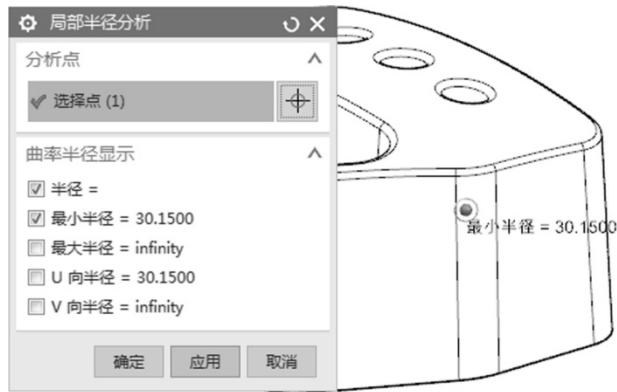 局部半径分析
分析点
选择点 (1)
曲率半径显示
半径 =
最小半径 = 30.1500
最大半径 = infinity
U 向半径 = 30.1500
V 向半径 = infinity
确定 应用 取消
最小半径 = 30.1500